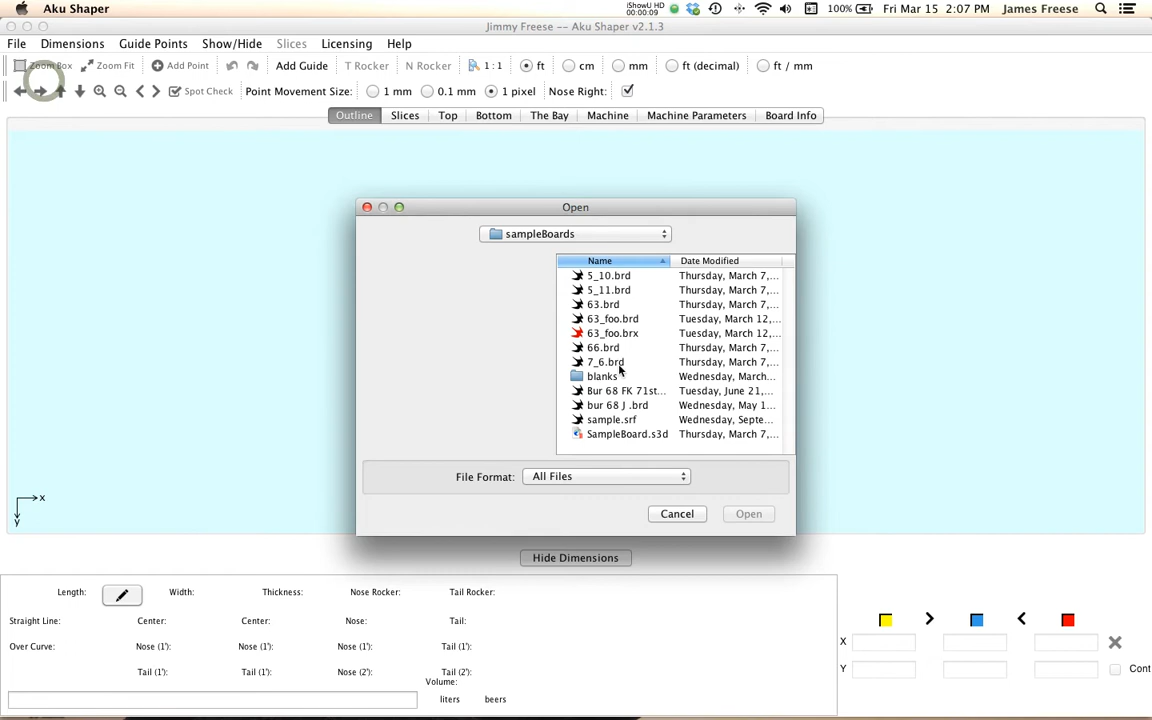 Aku Shaper
iShowU HD
00:00:09
100%
Fri Mar 15 2:07 PM
James Freese
Jimmy Freese -- Aku Shaper v2.1.3
File Dimensions Guide Points Show/Hide Slices Licensing Help
Zoom Box Zoom Fit Add Point Add Guide T Rocker N Rocker 1 : 1 ft cm mm ft (decimal) ft / mm
Spot Check Point Movement Size: 1 mm 0.1 mm 1 pixel Nose Right:
Outline Slices Top Bottom The Bay Machine Machine Parameters Board Info
Open
sampleBoards
Name Date Modified
5_10.brd Thursday, March 7,...
5_11.brd Thursday, March 7,...
63.brd Thursday, March 7,...
63_foo.brd Tuesday, March 12,...
63_foo.brx Tuesday, March 12,...
66.brd Thursday, March 7,...
7_6.brd Thursday, March 7,...
blanks Wednesday, March...
Bur 68 FK 71st... Tuesday, June 21,...
bur 68 J .brd Wednesday, May 1...
sample.srf Wednesday, Septe...
SampleBoard.s3d Thursday, March 7,...
File Format: All Files
Cancel Open
x
y
Hide Dimensions
Length: Width: Thickness: Nose Rocker: Tail Rocker:
Straight Line: Center: Center: Nose: Tail:
Over Curve: Nose (1'): Nose (1'): Nose (1'): Tail (1'):
Tail (1'): Tail (1'): Nose (2'): Tail (2'):
Volume:
liters beers
X
Y Cont